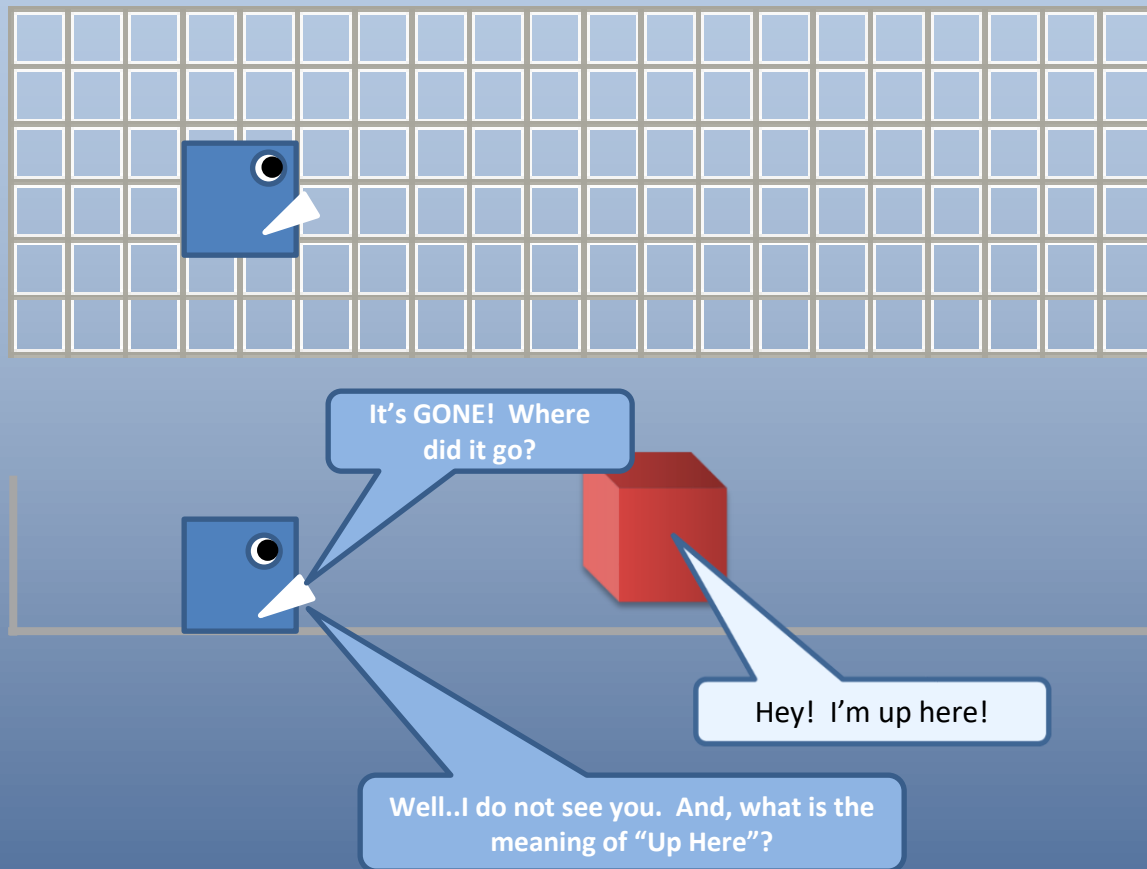 It's GONE!  Where
did it go?
Hey!  I'm up here!
Well..I do not see you.  And, what is the
meaning of “Up Here”?